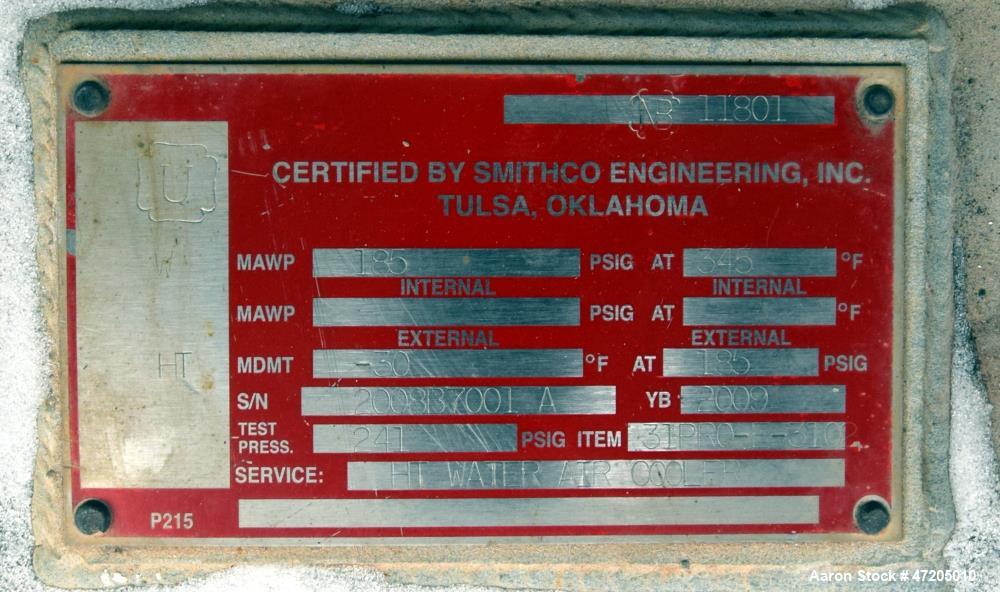 NB 11801
U
CERTIFIED BY SMITHCO ENGINEERING, INC.
TULSA, OKLAHOMA
W
MAWP 185 PSIG AT 345 °F
INTERNAL INTERNAL
MAWP PSIG AT °F
EXTERNAL EXTERNAL
HT
MDMT -30 °F AT 185 PSIG
S/N 2008B7001 A YB 2009
TEST PRESS. 241 PSIG ITEM
SERVICE: HT WATER AIR COOLER
P215
Aaron Stock # 47205010